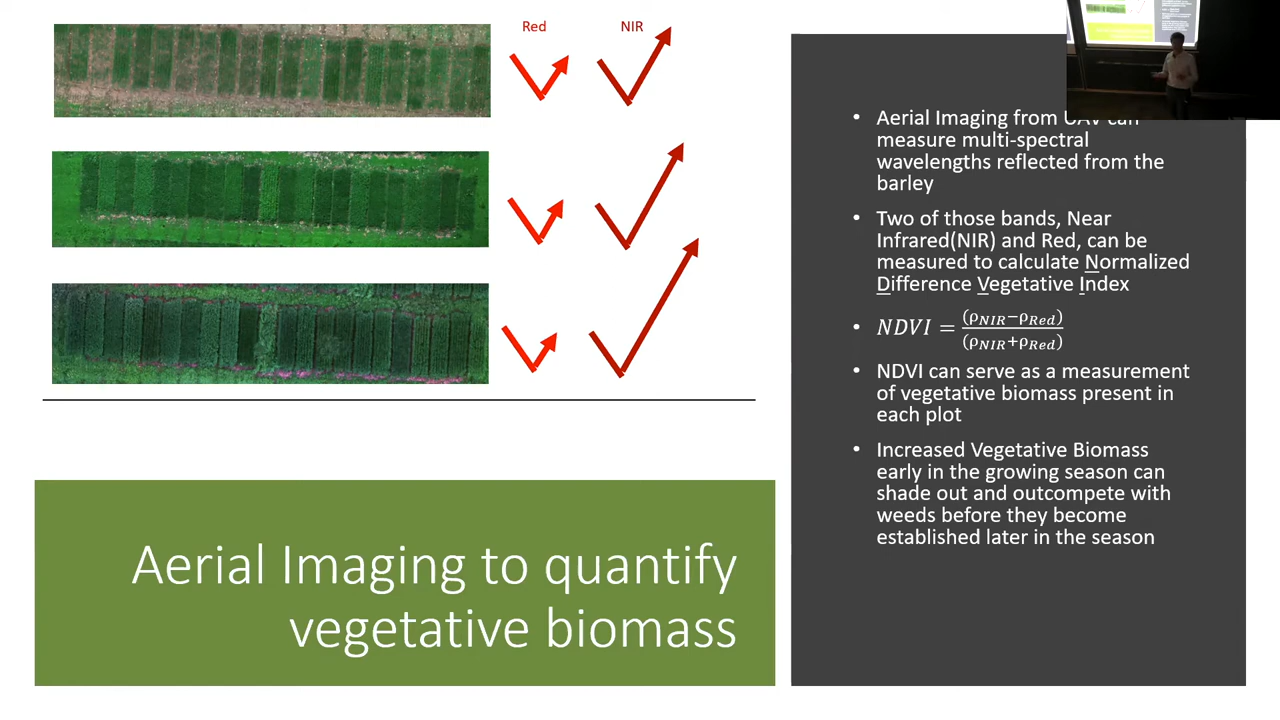 Red
NIR
Aerial Imaging to quantify
vegetative biomass
• Aerial Imaging from UAV can
measure multi-spectral
wavelengths reflected from the
barley
• Two of those bands, Near
Infrared(NIR) and Red, can be
measured to calculate Normalized
Difference Vegetative Index
• NDVI = (ρNIR−ρRed)
(ρNIR+ρRed)
• NDVI can serve as a measurement
of vegetative biomass present in
each plot
• Increased Vegetative Biomass
early in the growing season can
shade out and outcompete with
weeds before they become
established later in the season